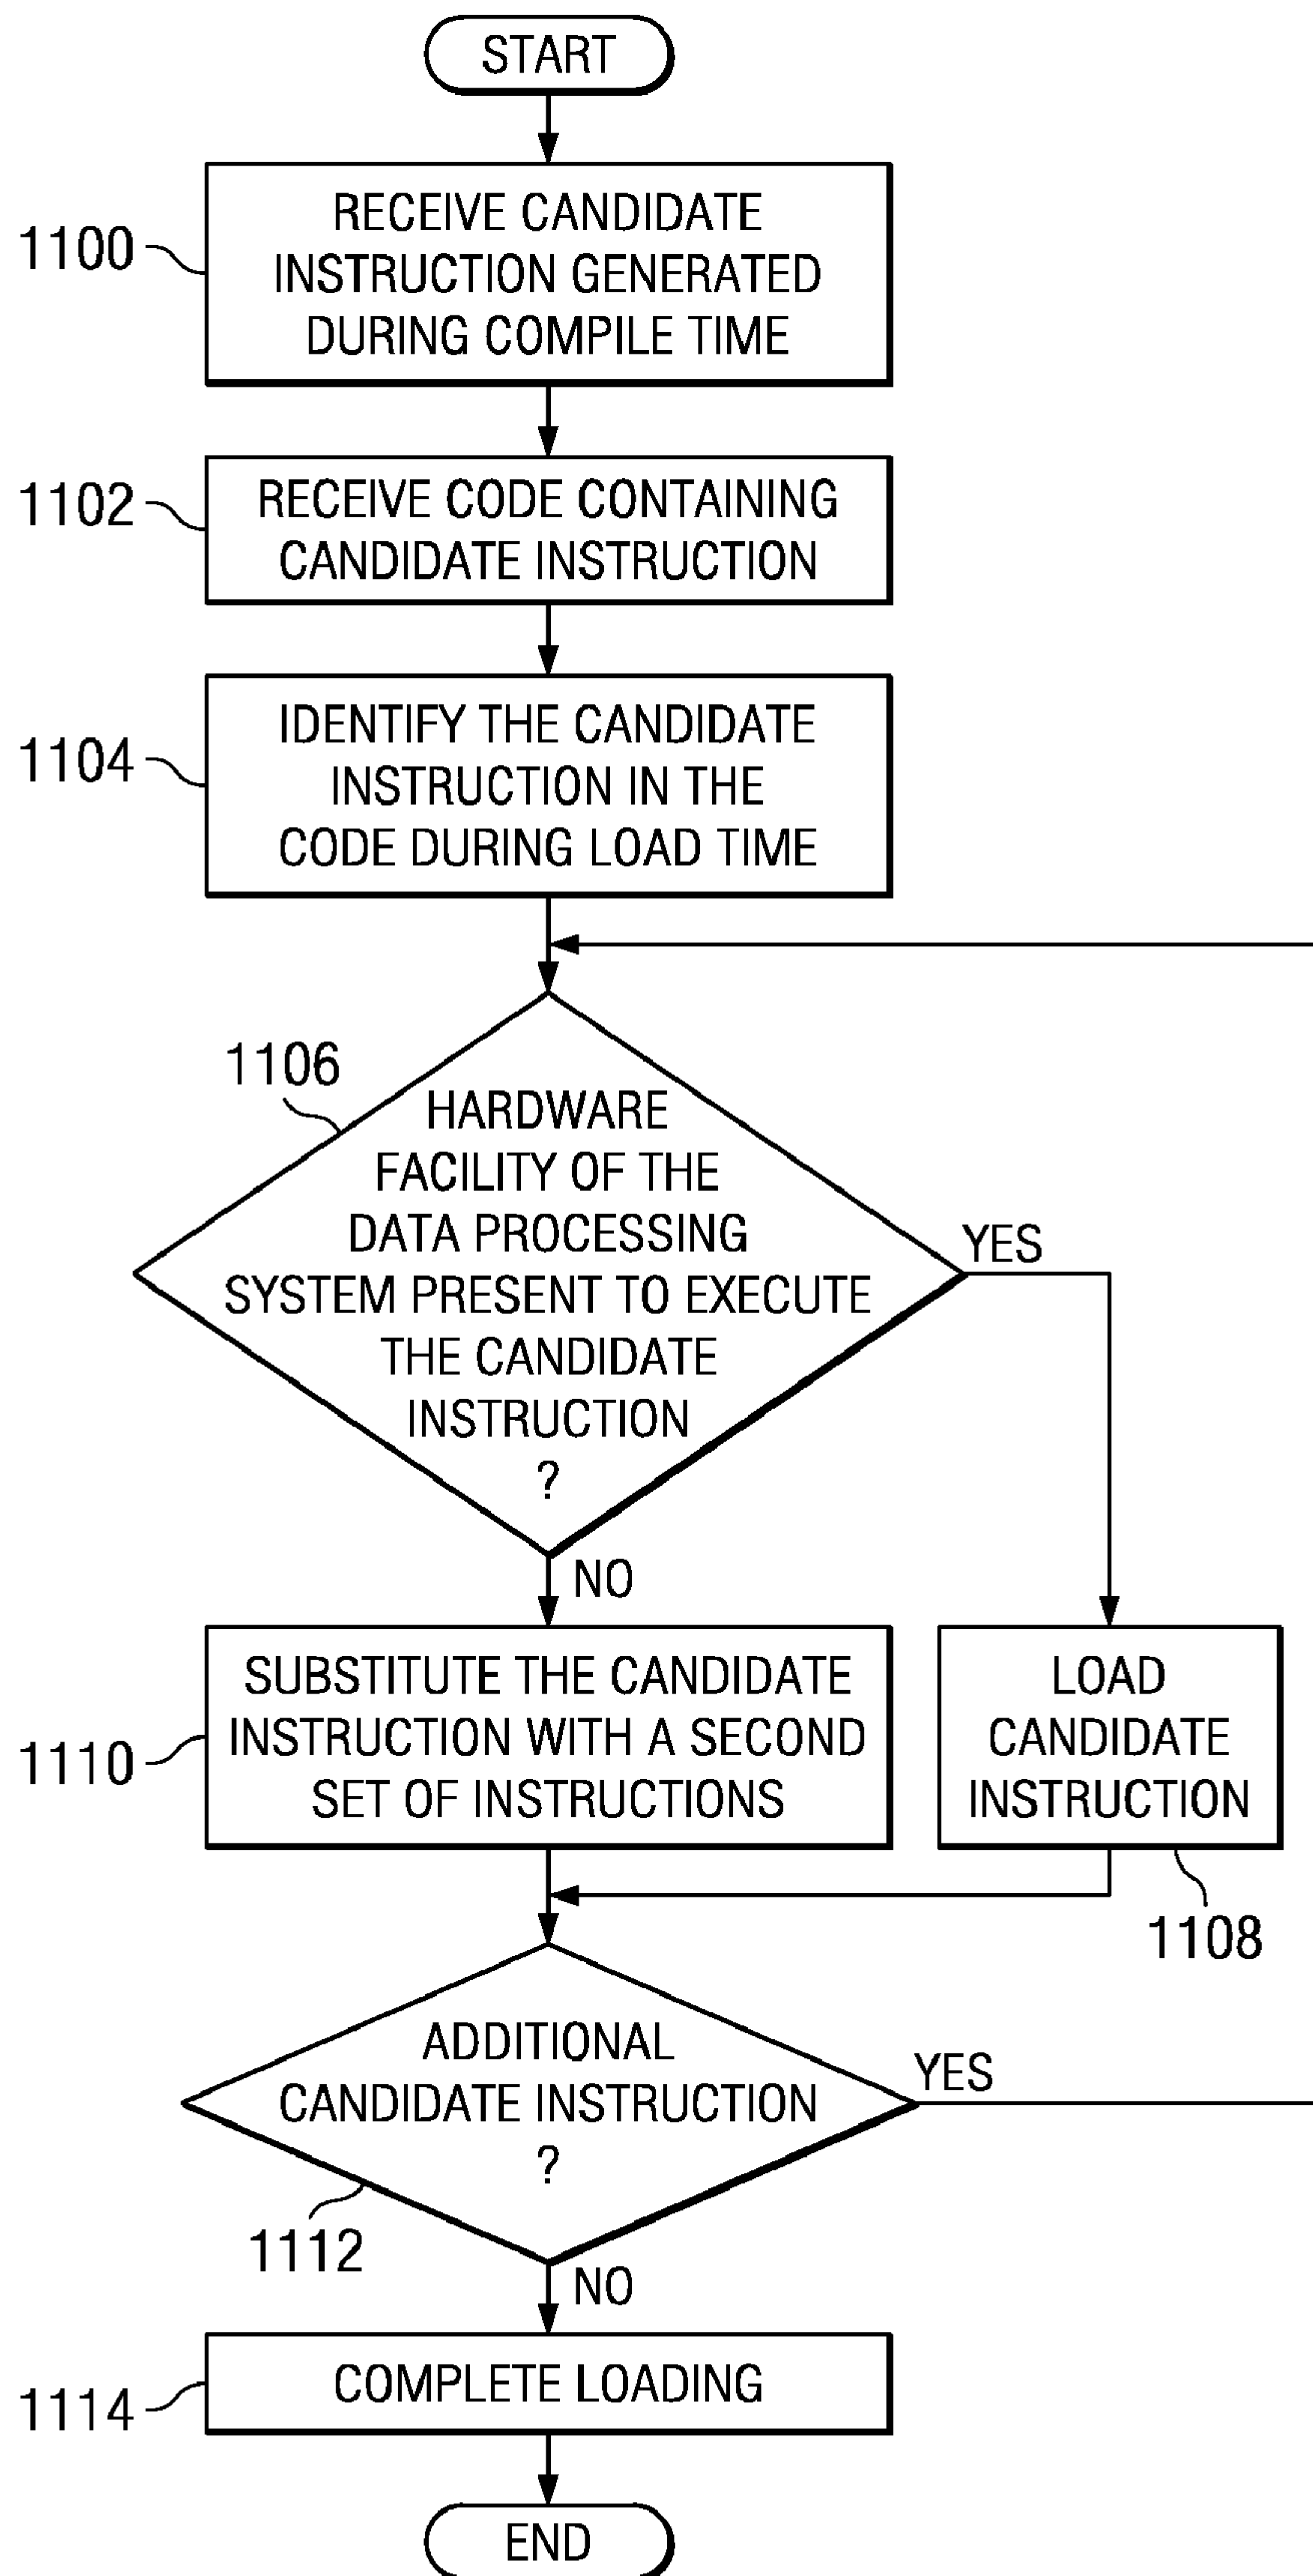 START
1100
RECEIVE CANDIDATE
INSTRUCTION GENERATED
DURING COMPILE TIME
1102
RECEIVE CODE CONTAINING
CANDIDATE INSTRUCTION
1104
IDENTIFY THE CANDIDATE
INSTRUCTION IN THE
CODE DURING LOAD TIME
1106
HARDWARE
FACILITY OF THE
DATA PROCESSING
SYSTEM PRESENT TO EXECUTE
THE CANDIDATE
INSTRUCTION
?
YES
NO
1110
SUBSTITUTE THE CANDIDATE
INSTRUCTION WITH A SECOND
SET OF INSTRUCTIONS
LOAD
CANDIDATE
INSTRUCTION
1108
ADDITIONAL
CANDIDATE INSTRUCTION
?
YES
1112
NO
1114
COMPLETE LOADING
END